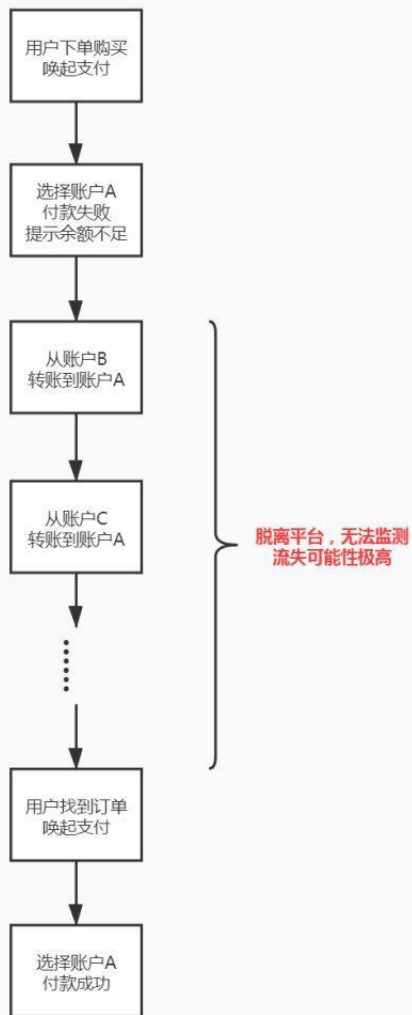 用户下单购买
唤起支付
选择账户A
付款失败
提示余额不足
从账户B
转账到账户A
从账户C
转账到账户A
脱离平台，无法监测
流失可能性极高
用户找到订单
唤起支付
选择账户A
付款成功